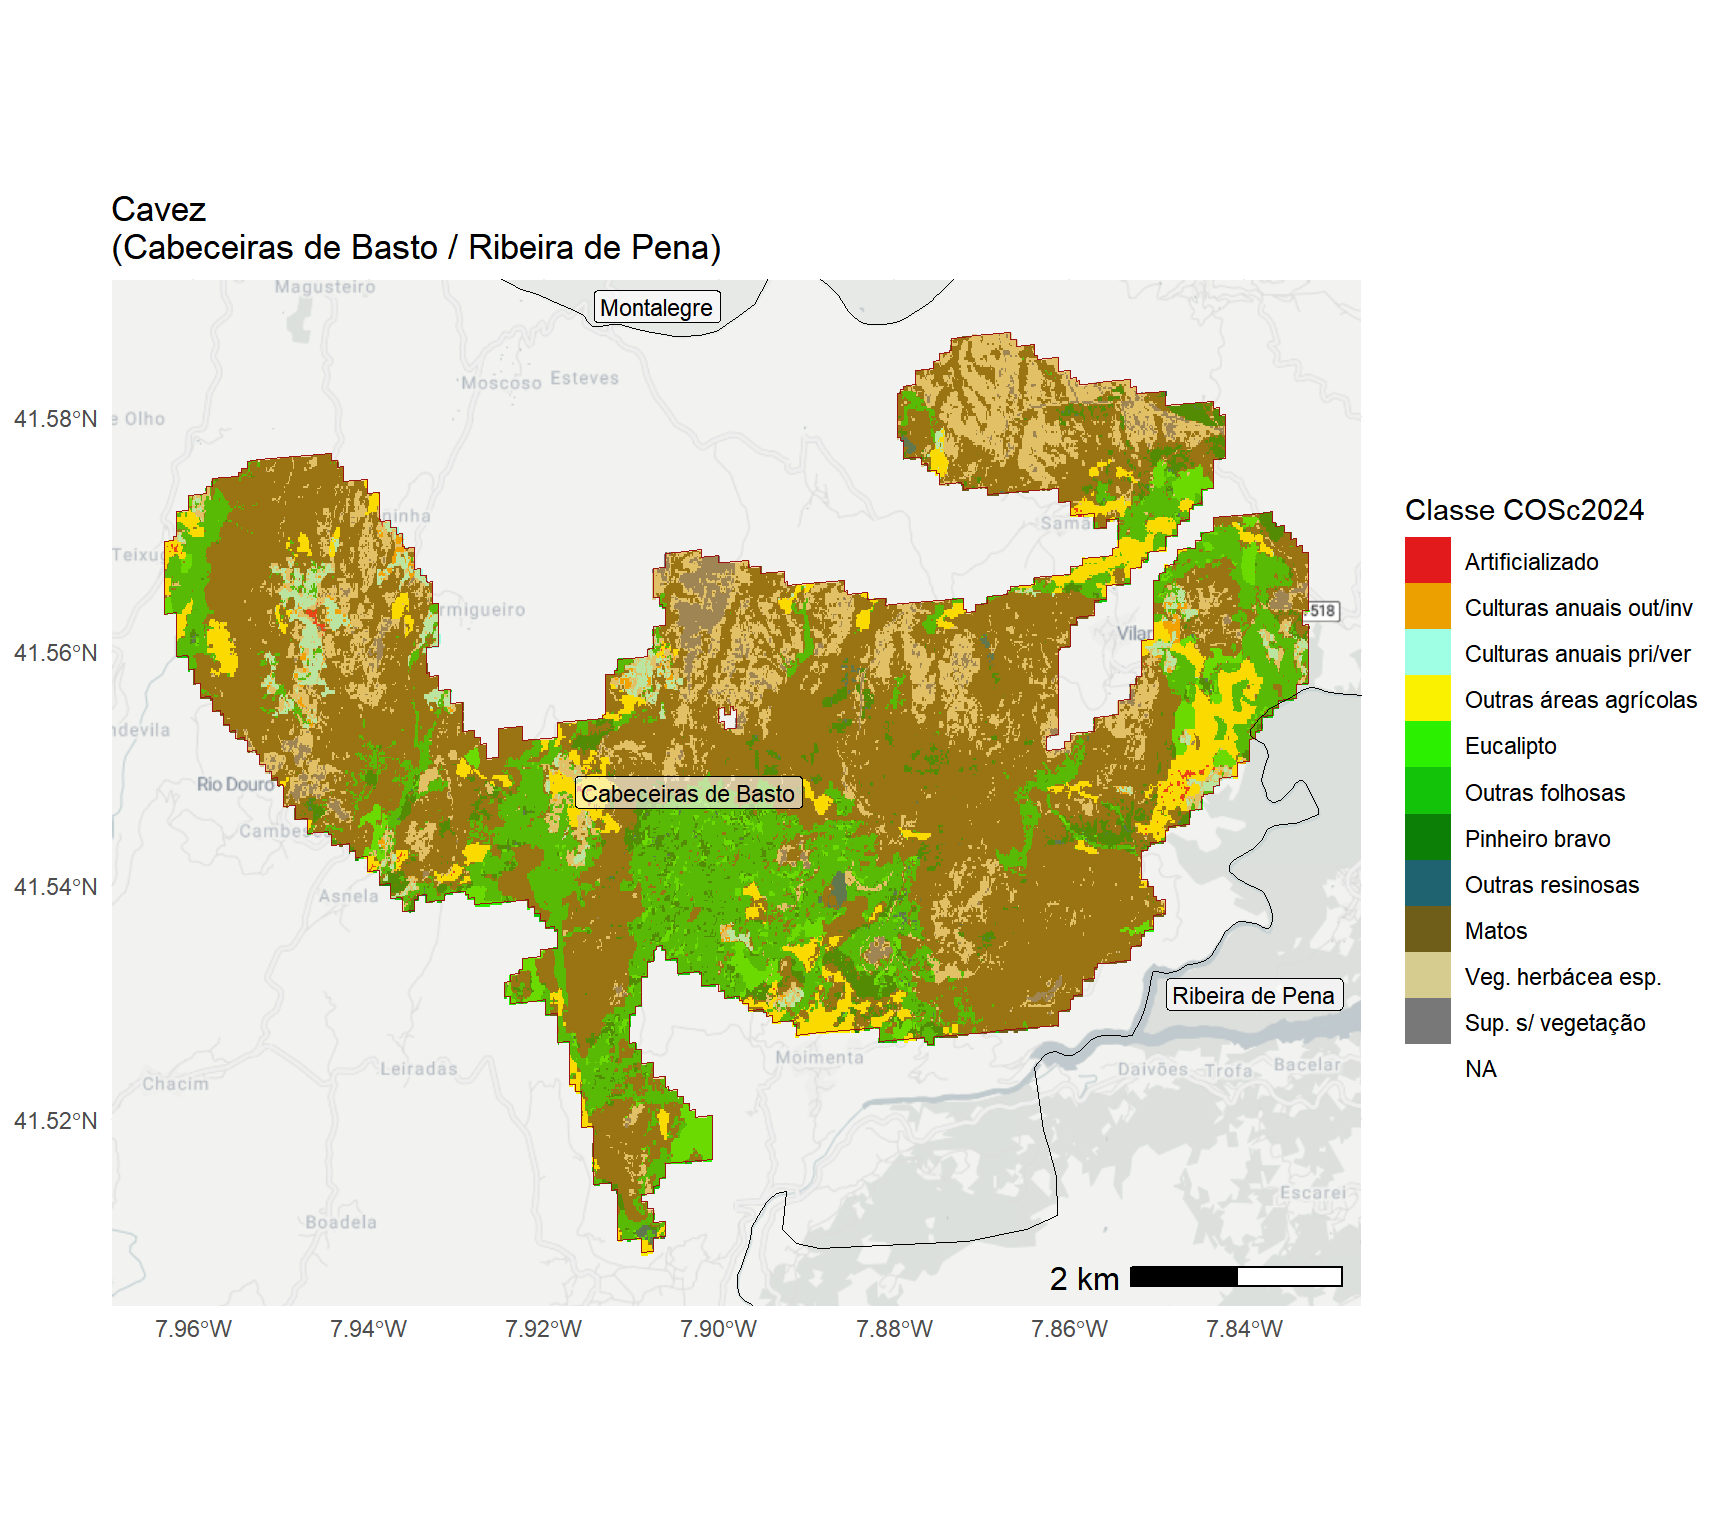 Cavez
(Cabeceiras de Basto / Ribeira de Pena)
Magusteiro
Montalegre
Moscoso
Esteves
41.58°N
e Olho
ninha
Sama
Teixug
rmigueiro
518
Vilar
41.56°N
ndevila
Rio Douro
Cabeceiras de Basto
Cambes
41.54°N
Asnela
Ribeira de Pena
Moimenta
Leiradas
Chacim
Daivões
Trofa
Bacelar
41.52°N
Escarei
Boadela
2 km
7.96°W
7.94°W
7.92°W
7.90°W
7.88°W
7.86°W
7.84°W
Classe COSc2024
Artificializado
Culturas anuais out/inv
Culturas anuais pri/ver
Outras áreas agrícolas
Eucalipto
Outras folhosas
Pinheiro bravo
Outras resinosas
Matos
Veg. herbácea esp.
Sup. s/ vegetação
NA